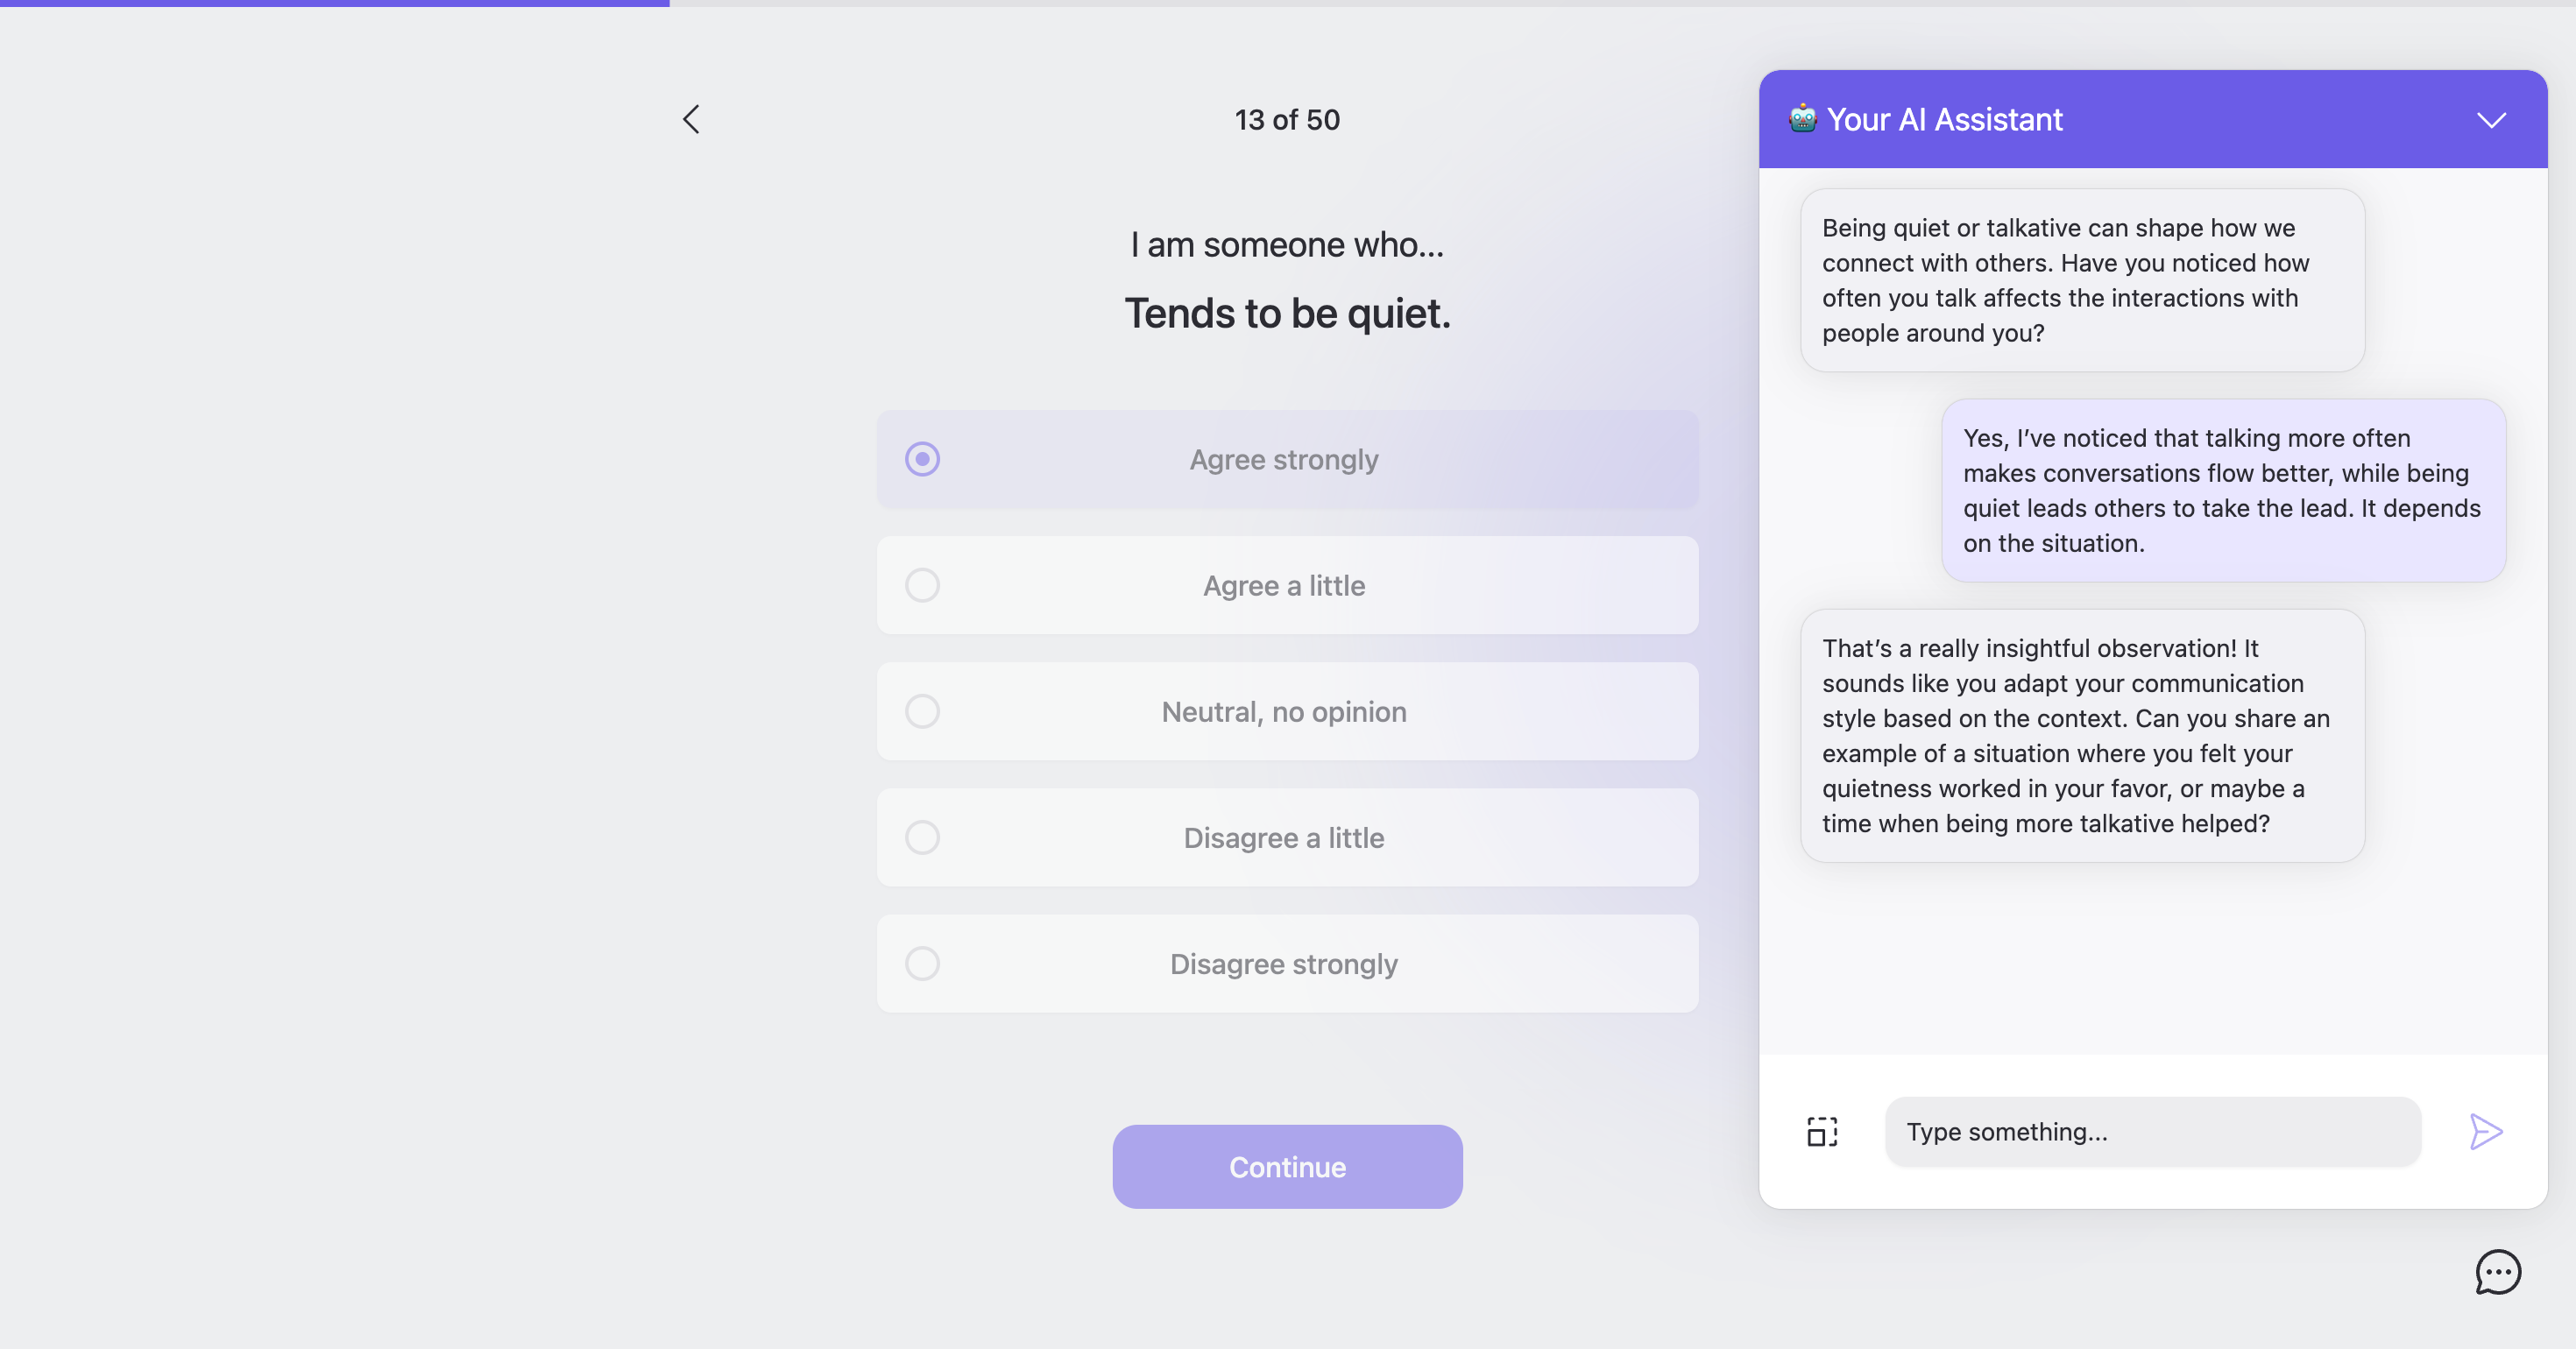 13 of 50
I am someone who...
Tends to be quiet.
Agree strongly
Agree a little
Neutral, no opinion
Disagree a little
Disagree strongly
Continue
Your AI Assistant
Being quiet or talkative can shape how we
connect with others. Have you noticed how
often you talk affects the interactions with
people around you?
Yes, I’ve noticed that talking more often
makes conversations flow better, while being
quiet leads others to take the lead. It depends
on the situation.
That’s a really insightful observation! It
sounds like you adapt your communication
style based on the context. Can you share an
example of a situation where you felt your
quietness worked in your favor, or maybe a
time when being more talkative helped?
Type something...